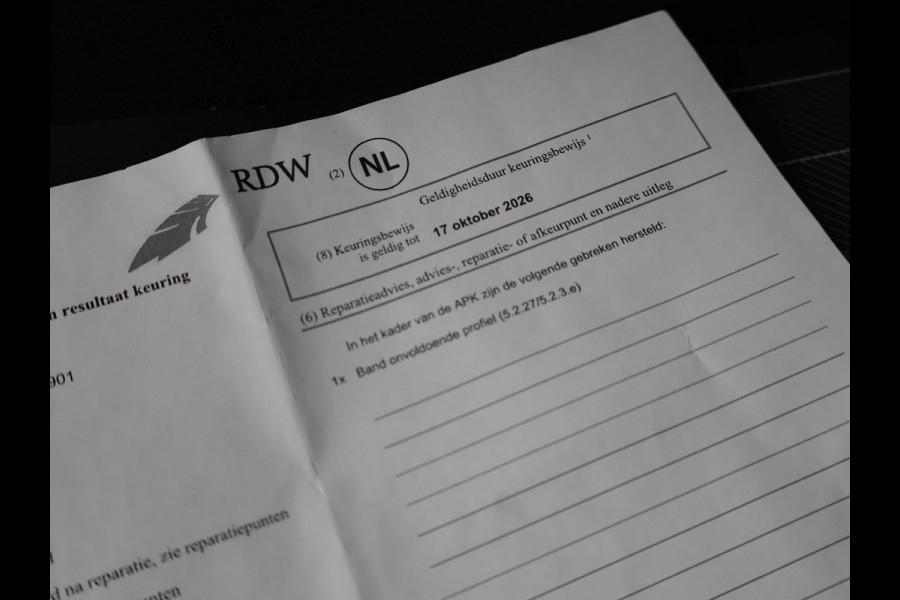 RDW (2) NL
Geldigheidsduur keuringsbewijs ¹
(8) Keuringsbewijs
is geldig tot
17 oktober 2026
(6) Reparatieadvies, advies-, reparatie- of afkeurpunt en nadere uitleg
In het kader van de APK zijn de volgende gebreken hersteld:
1x Band onvoldoende profiel (5.2.27/5.2.3.e)
n resultaat keuring
901
na reparatie, zie reparatiepunten